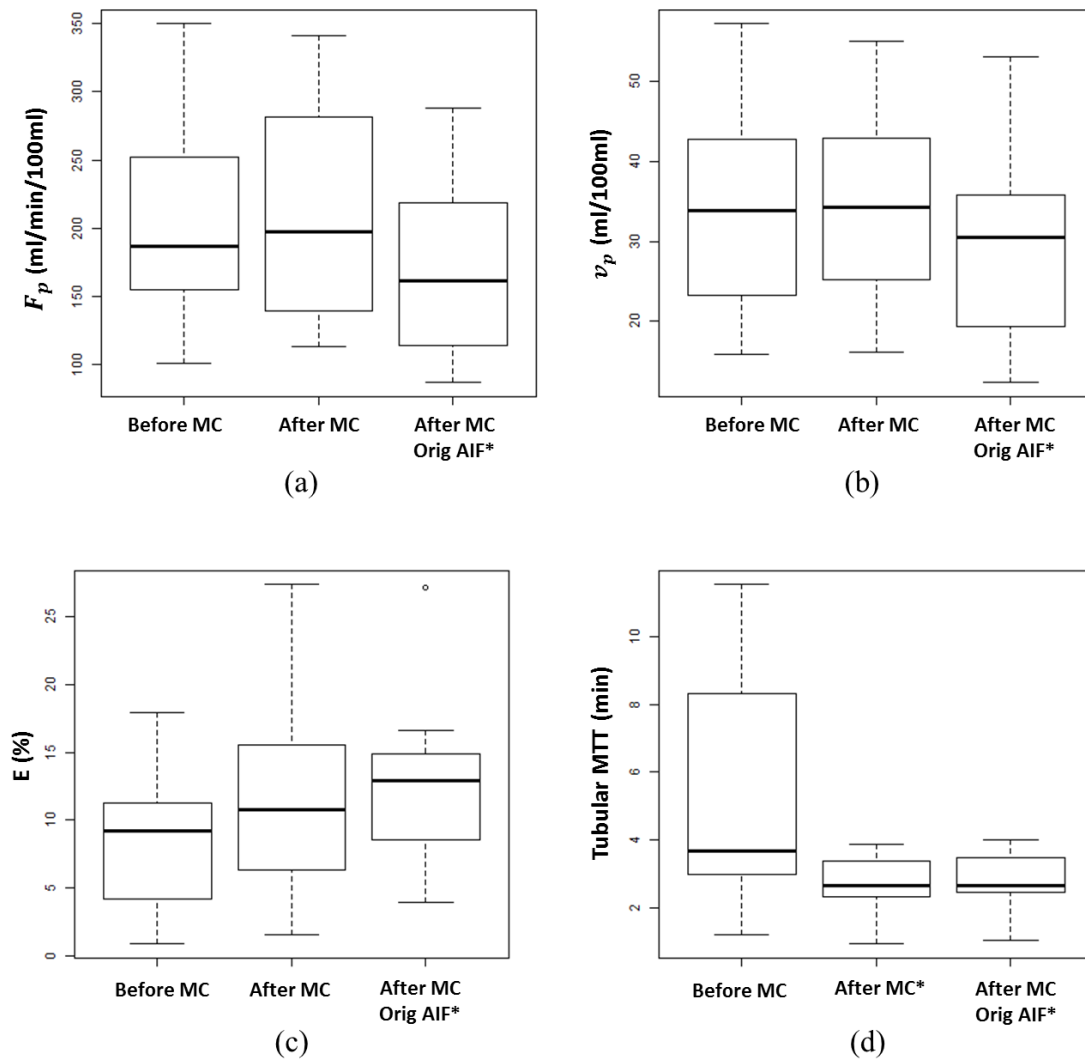 350
300
250
200
150
100
F_p (ml/min/100ml)
Before MC
After MC
After MC
Orig AIF*
(a)
50
40
30
20
v_p (ml/100ml)
Before MC
After MC
After MC
Orig AIF*
(b)
25
20
15
10
5
0
E (%)
Before MC
After MC
After MC
Orig AIF*
(c)
10
8
6
4
2
Tubular MTT (min)
Before MC
After MC*
After MC
Orig AIF*
(d)